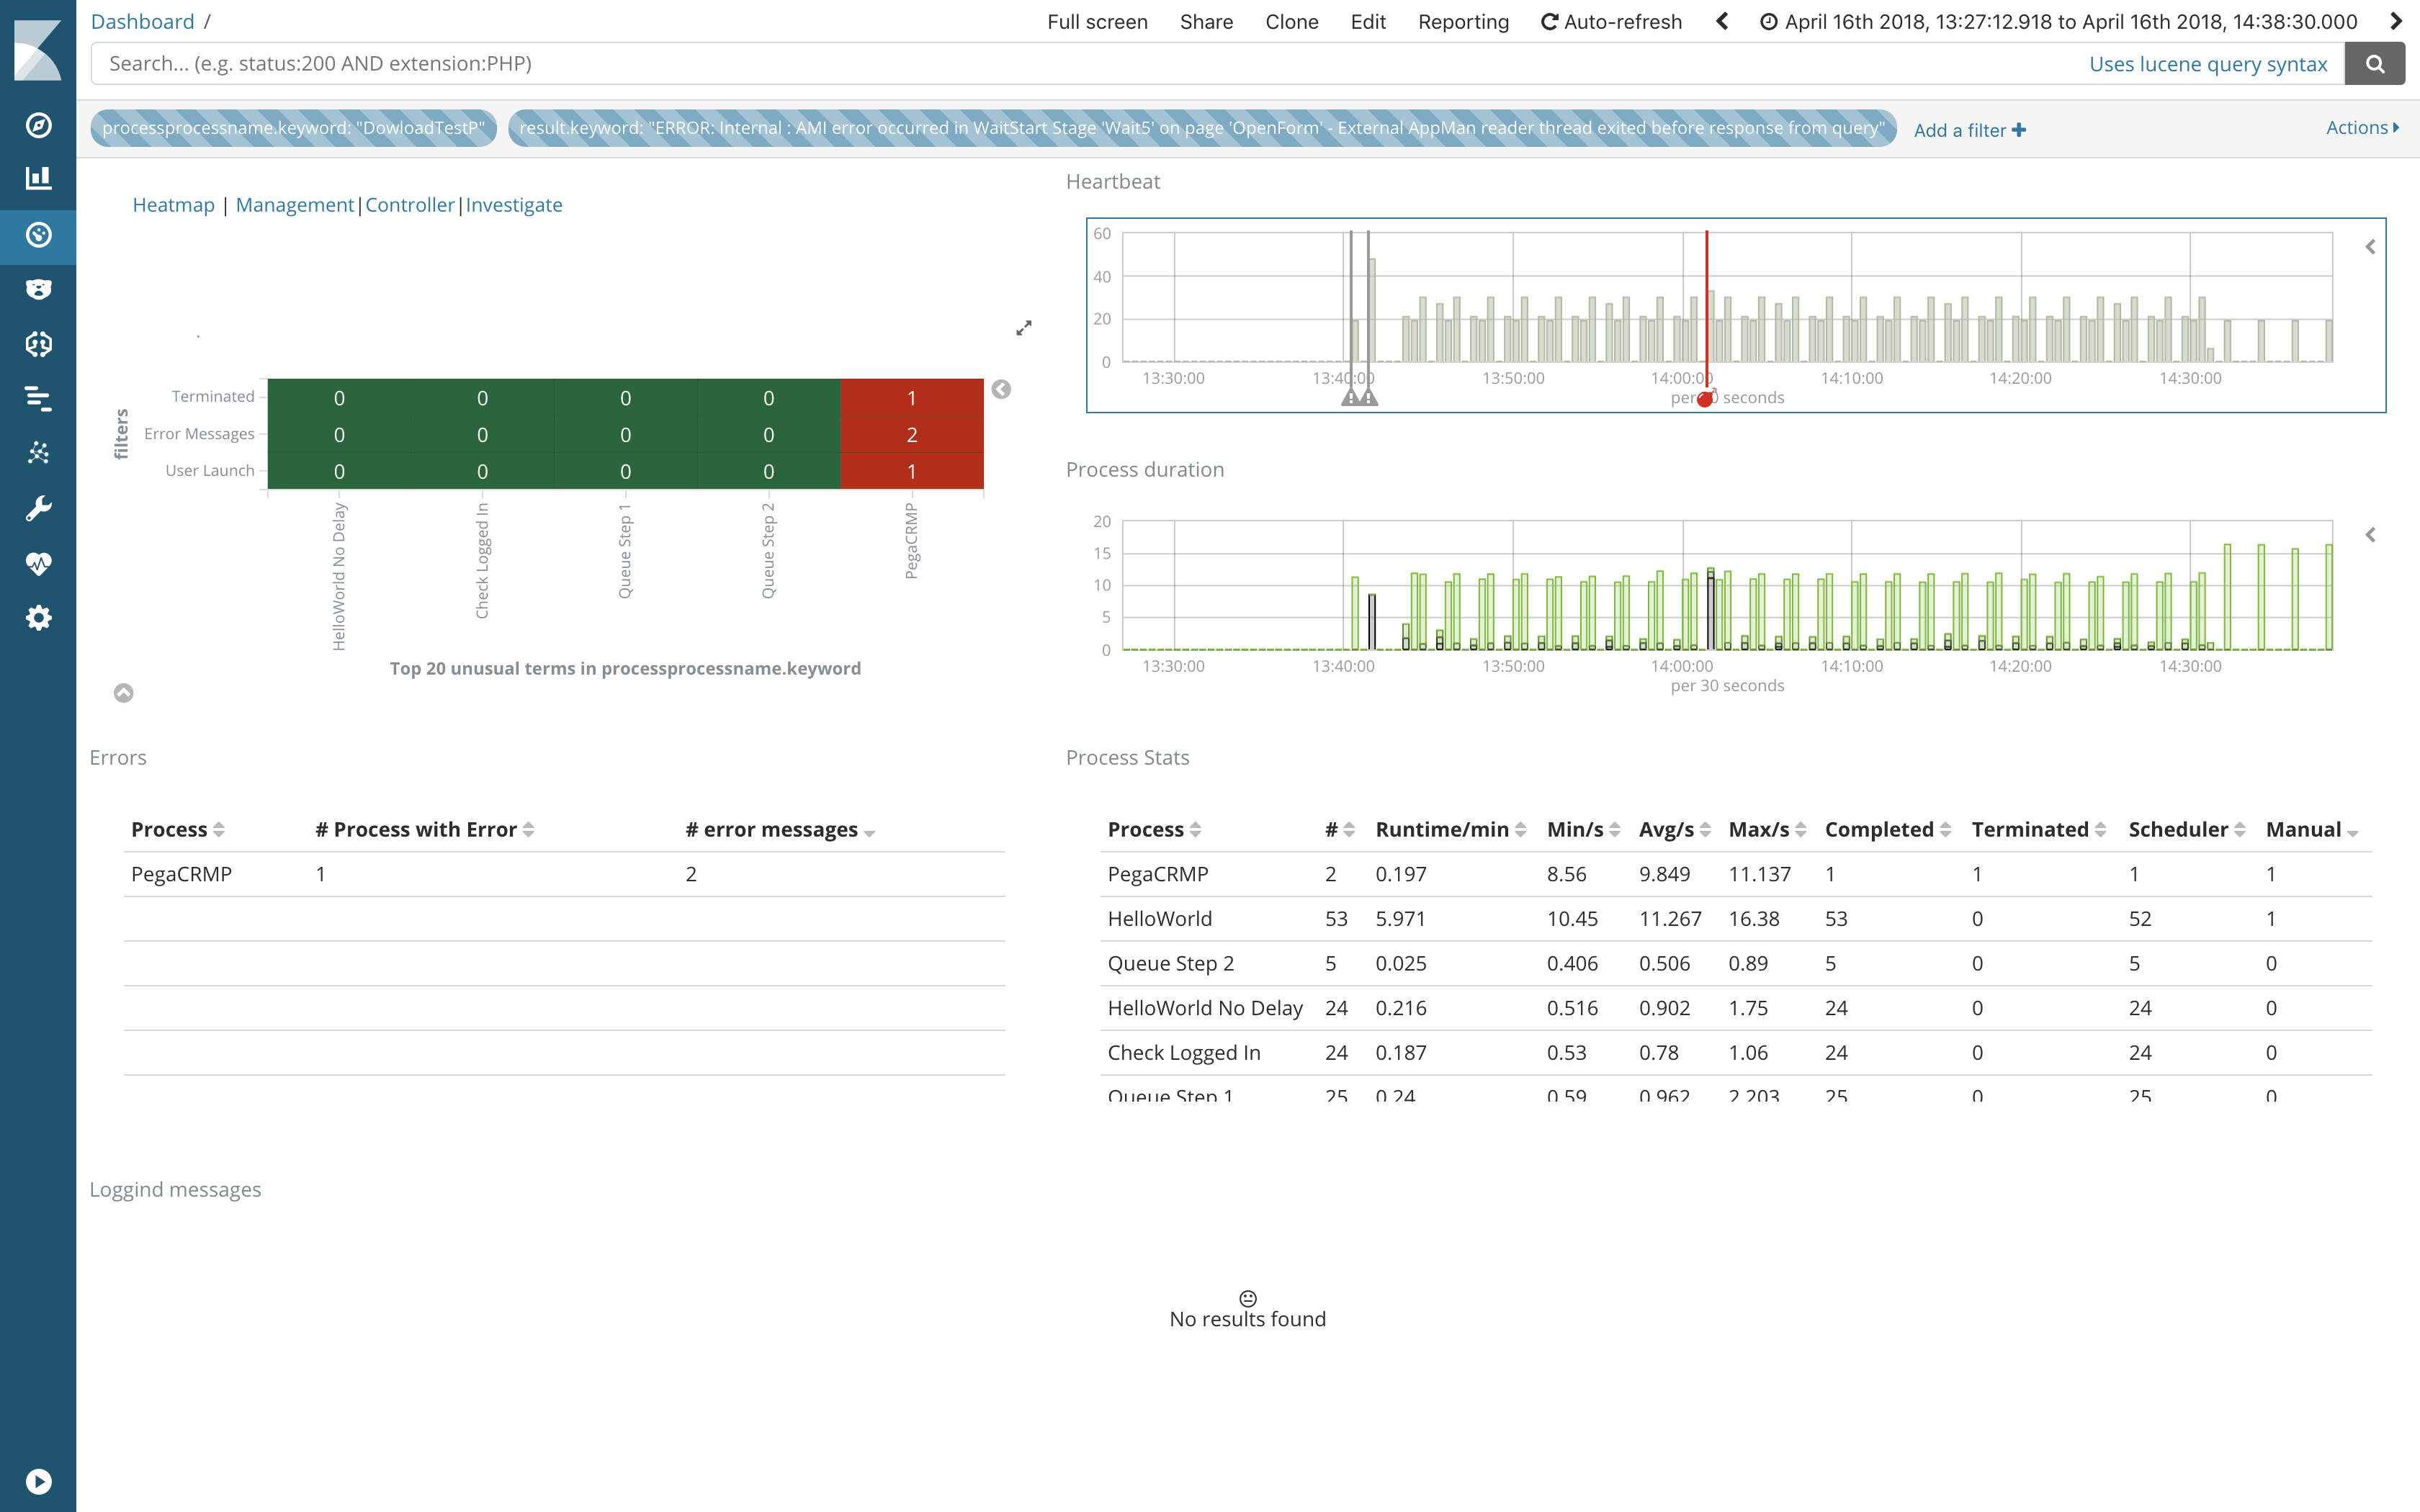 Dashboard /
Full screen Share Clone Edit Reporting Auto-refresh April 16th 2018, 13:27:12.918 to April 16th 2018, 14:38:30.000
Search... (e.g. status:200 AND extension:PHP)
Uses lucene query syntax
processprocessname.keyword: "DowloadTestP"
result.keyword: "ERROR: Internal : AMI error occurred in WaitStart Stage 'Wait5' on page 'OpenForm' - External AppMan reader thread exited before response from query"
Add a filter
Actions
Heatmap | Management|Controller|Investigate
filters
Terminated 0 0 0 0 1
Error Messages 0 0 0 0 2
User Launch 0 0 0 0 1
HelloWorld No Delay
Check Logged In
Queue Step 1
Queue Step 2
PegaCRMP
Top 20 unusual terms in processprocessname.keyword
Heartbeat
60
40
20
0
13:30:00 13:40:00 13:50:00 14:00:00 14:10:00 14:20:00 14:30:00
per 0 seconds
Process duration
20
15
10
5
0
13:30:00 13:40:00 13:50:00 14:00:00 14:10:00 14:20:00 14:30:00
per 30 seconds
Errors
Process # Process with Error # error messages
PegaCRMP 1 2
Process Stats
Process # Runtime/min Min/s Avg/s Max/s Completed Terminated Scheduler Manual
PegaCRMP 2 0.197 8.56 9.849 11.137 1 1 1 1
HelloWorld 53 5.971 10.45 11.267 16.38 53 0 52 1
Queue Step 2 5 0.025 0.406 0.506 0.89 5 0 5 0
HelloWorld No Delay 24 0.216 0.516 0.902 1.75 24 0 24 0
Check Logged In 24 0.187 0.53 0.78 1.06 24 0 24 0
Queue Step 1 25 0.24 0.59 0.962 2.203 25 0 25 0
Loggind messages
No results found